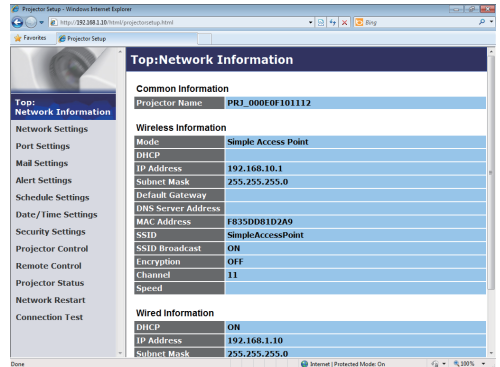 Projector Setup - Windows Internet Explorer
http://192.168.1.10/html/projectorsetup.html
Bing
Favorites
Projector Setup
Top:Network Information
Common Information
Projector Name PRJ_000E0F101112
Wireless Information
Mode Simple Access Point
DHCP
IP Address 192.168.10.1
Subnet Mask 255.255.255.0
Default Gateway
DNS Server Address
MAC Address F835DD81D2A9
SSID SimpleAccessPoint
SSID Broadcast ON
Encryption OFF
Channel 11
Speed
Wired Information
DHCP ON
IP Address 192.168.1.10
Subnet Mask 255.255.255.0
Top:
Network Information
Network Settings
Port Settings
Mail Settings
Alert Settings
Schedule Settings
Date/Time Settings
Security Settings
Projector Control
Remote Control
Projector Status
Network Restart
Connection Test
Done
Internet | Protected Mode: On
100%